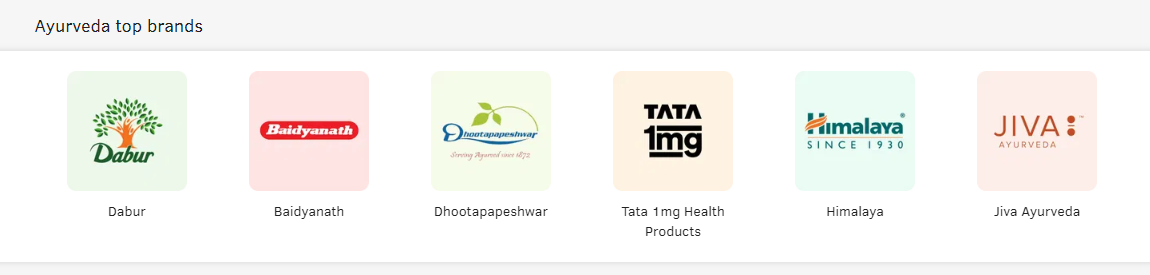 Ayurveda top brands
Dabur
Baidyanath
Dhootapapeshwar
Serving Ayurved since 1872
TATA
1mg
Himalaya
SINCE 1930
JIVA ™
AYURVEDA
Dabur
Baidyanath
Dhootapapeshwar
Tata 1mg Health
Products
Himalaya
Jiva Ayurveda